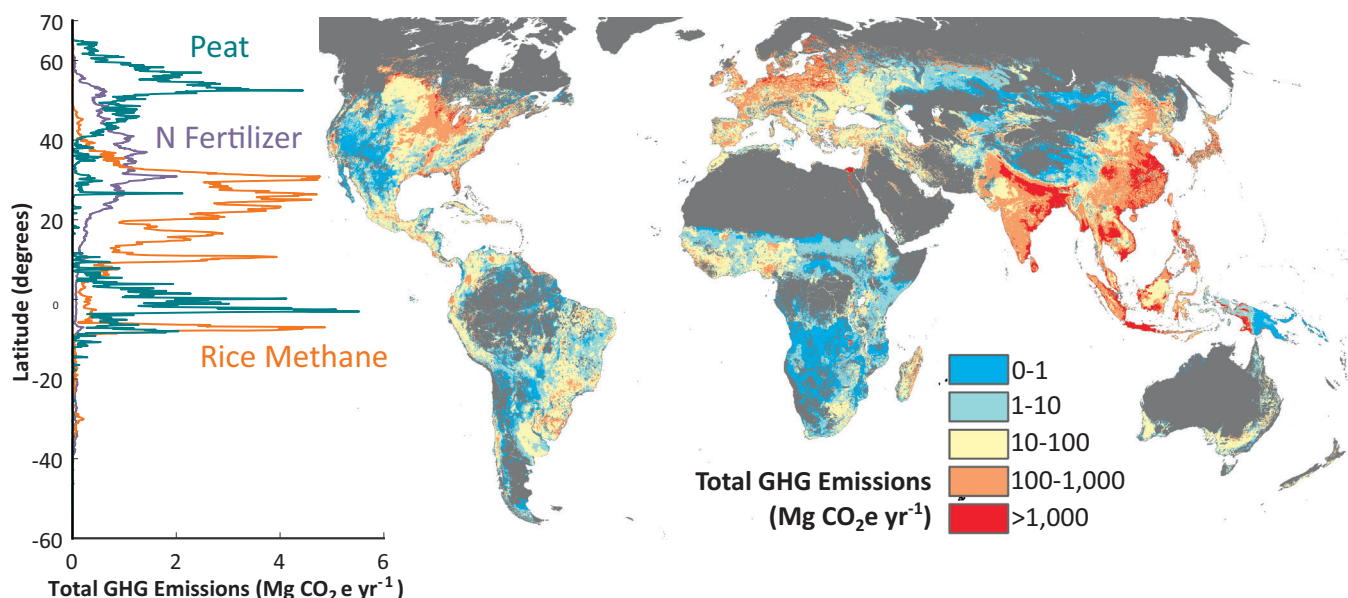 70
60
40
20
0
-20
-40
-60
Latitude (degrees)
0
2
4
6
Total GHG Emissions (Mg CO₂ e yr⁻¹)
Peat
N Fertilizer
Rice Methane
Total GHG Emissions
(Mg CO₂e yr⁻¹)
0-1
1-10
10-100
100-1,000
>1,000